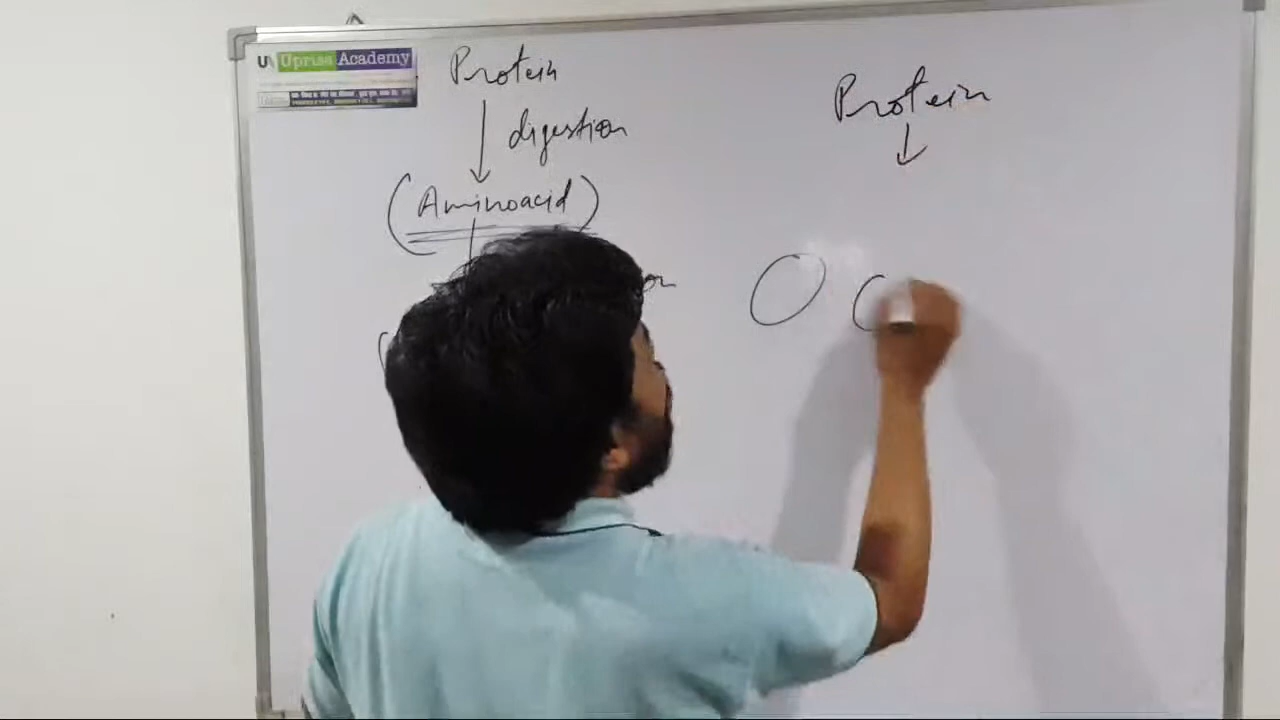 Uprise Academy
Protein
digestion
(Aminoacid)
Protein